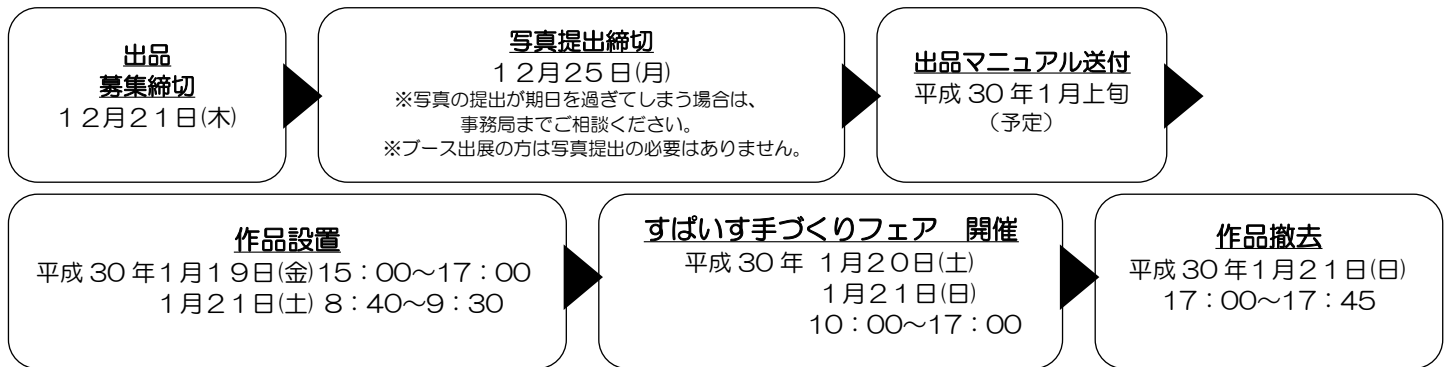 出品
募集締切
１２月２１日(木)
写真提出締切
１２月２５日(月)
※写真の提出が期日を過ぎてしまう場合は、
事務局までご相談ください。
※ブース出展の方は写真提出の必要はありません。
出品マニュアル送付
平成 30 年１月上旬
（予定）
作品設置
平成 30 年１月１９日(金) 15：00～17：00
１月２１日(土) 8：40～9：30
すぱいす手づくりフェア　開催
平成 30 年 １月２０日(土)
１月２１日(日)
10：00～17：00
作品撤去
平成 30 年１月２１日(日)
17：00～17：45